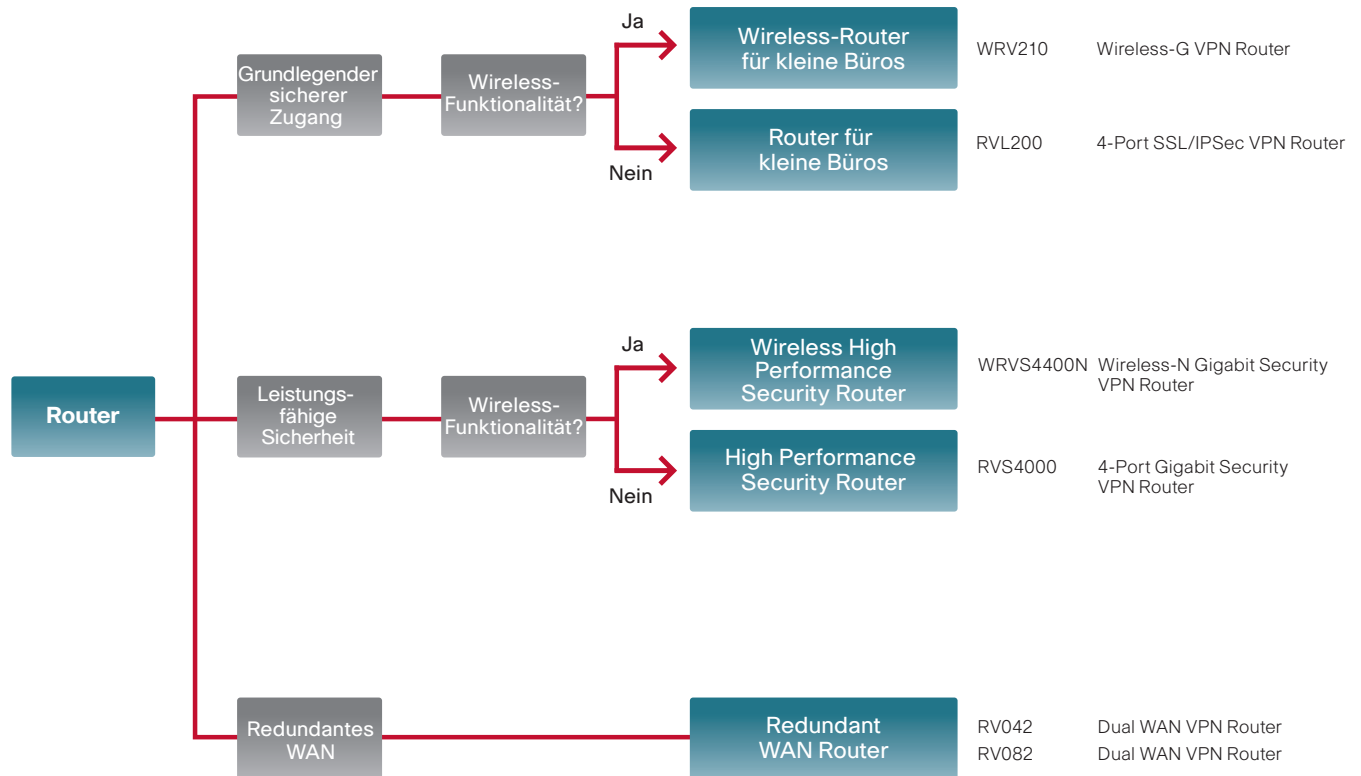 Router
Grundlegender
sicherer
Zugang
Wireless-
Funktionalität?
Ja
Nein
Wireless-Router
für kleine Büros
WRV210 Wireless-G VPN Router
Router für
kleine Büros
RVL200 4-Port SSL/IPSec VPN Router
Leistungs-
fähige
Sicherheit
Wireless-
Funktionalität?
Ja
Nein
Wireless High
Performance
Security Router
WRVS4400N Wireless-N Gigabit Security
VPN Router
High Performance
Security Router
RVS4000 4-Port Gigabit Security
VPN Router
Redundantes
WAN
Redundant
WAN Router
RV042 Dual WAN VPN Router
RV082 Dual WAN VPN Router